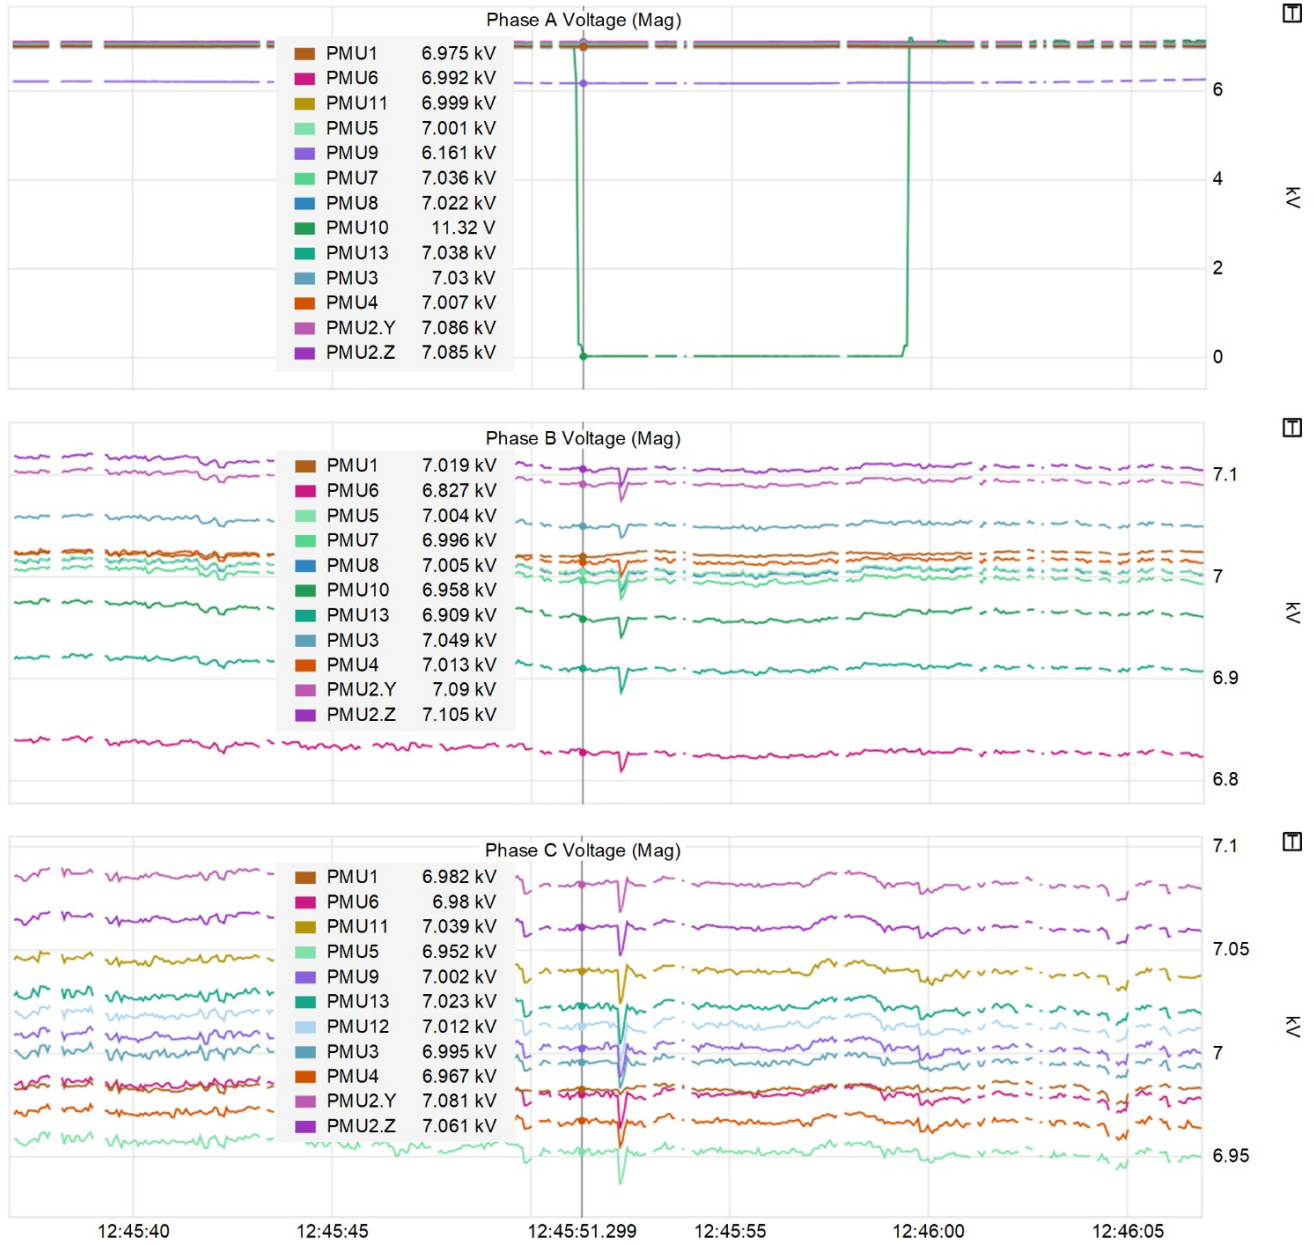 Phase A Voltage (Mag)
PMU1 6.975 kV
PMU6 6.992 kV
PMU11 6.999 kV
PMU5 7.001 kV
PMU9 6.161 kV
PMU7 7.036 kV
PMU8 7.022 kV
PMU10 11.32 V
PMU13 7.038 kV
PMU3 7.03 kV
PMU4 7.007 kV
PMU2.Y 7.086 kV
PMU2.Z 7.085 kV
6
4
2
0
kV
T
Phase B Voltage (Mag)
PMU1 7.019 kV
PMU6 6.827 kV
PMU5 7.004 kV
PMU7 6.996 kV
PMU8 7.005 kV
PMU10 6.958 kV
PMU13 6.909 kV
PMU3 7.049 kV
PMU4 7.013 kV
PMU2.Y 7.09 kV
PMU2.Z 7.105 kV
7.1
7
6.9
6.8
kV
T
Phase C Voltage (Mag)
PMU1 6.982 kV
PMU6 6.98 kV
PMU11 7.039 kV
PMU5 6.952 kV
PMU9 7.002 kV
PMU13 7.023 kV
PMU12 7.012 kV
PMU3 6.995 kV
PMU4 6.967 kV
PMU2.Y 7.081 kV
PMU2.Z 7.061 kV
7.1
7.05
7
6.95
kV
T
12:45:40 12:45:45 12:45:51.299 12:45:55 12:46:00 12:46:05